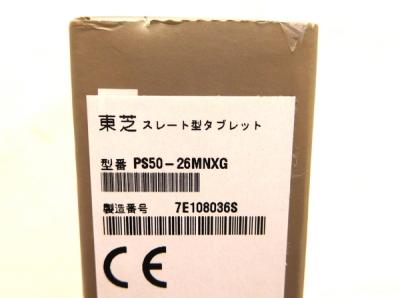 東芝 スレート型タブレット
型番 PS50-26MNXG
製造番号 7E108036S
CE